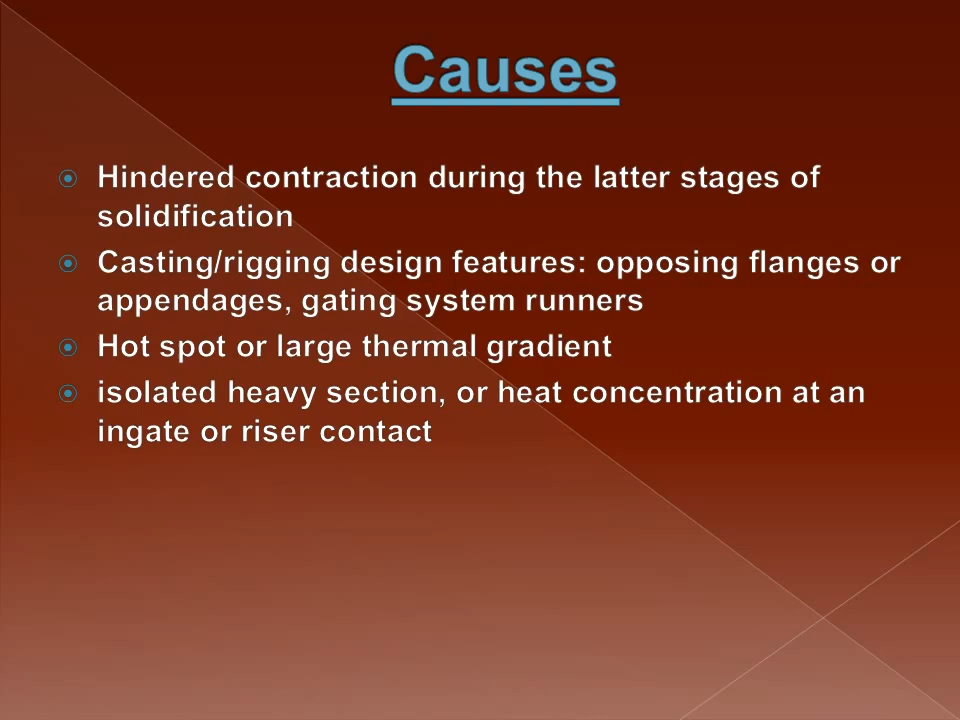 Causes
Hindered contraction during the latter stages of
solidification
Casting/rigging design features: opposing flanges or
appendages, gating system runners
Hot spot or large thermal gradient
isolated heavy section, or heat concentration at an
ingate or riser contact